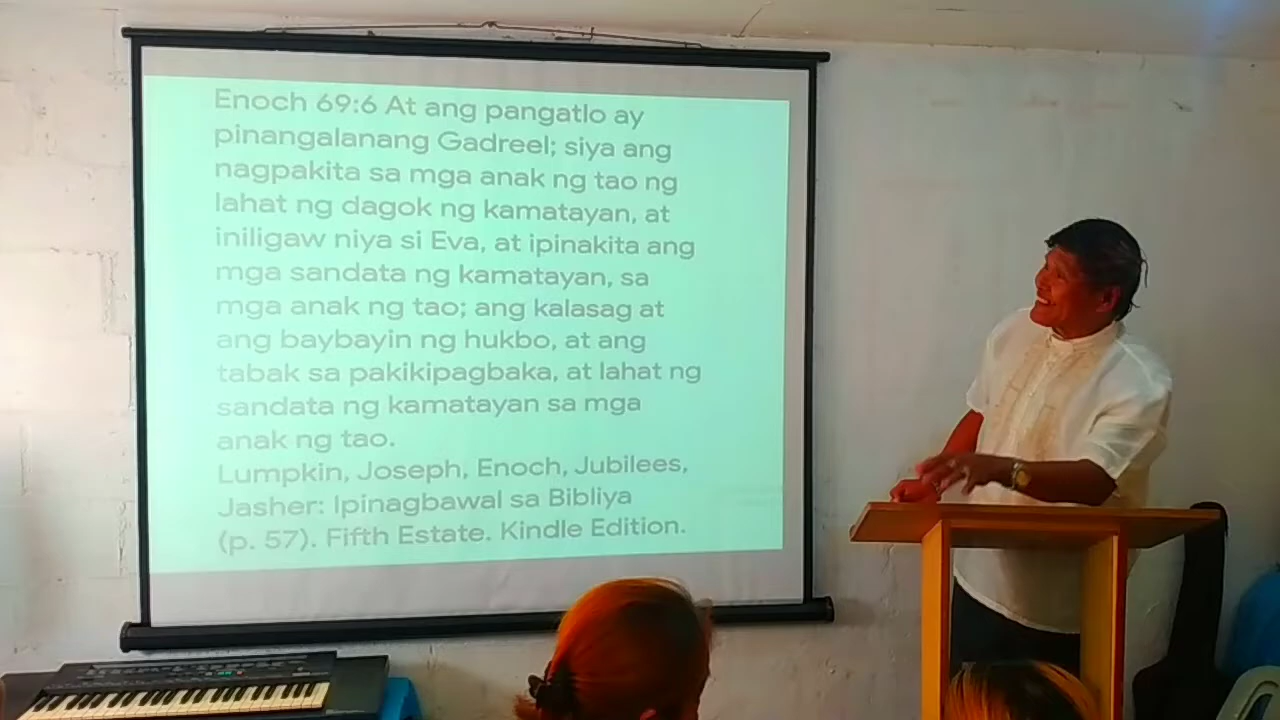 Enoch 69:6 At ang pangatlo ay
pinangalanang Gadreel; siya ang
nagpakita sa mga anak ng tao ng
lahat ng dagok ng kamatayan, at
iniligaw niya si Eva, at ipinakita ang
mga sandata ng kamatayan, sa
mga anak ng tao; ang kalasag at
ang baybayin ng hukbo, at ang
tabak sa pakikipagbaka, at lahat ng
sandata ng kamatayan sa mga
anak ng tao.
Lumpkin, Joseph, Enoch, Jubilees,
Jasher: Ipinagbawal sa Bibliya
(p. 57). Fifth Estate. Kindle Edition.